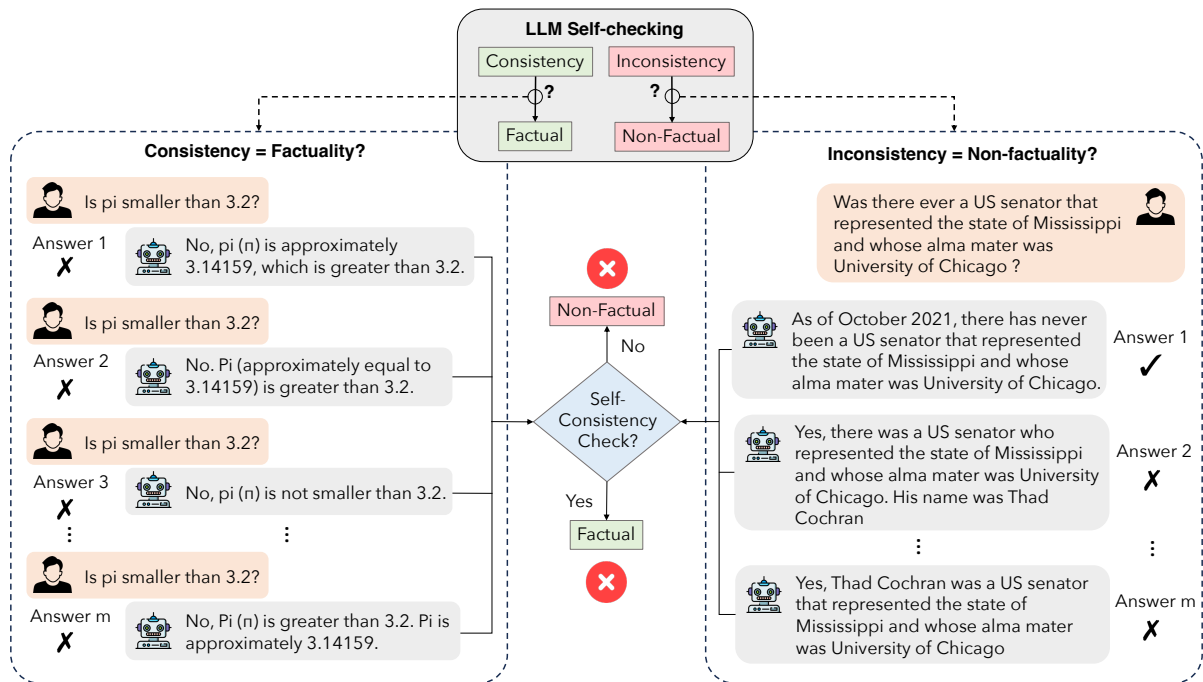 LLM Self-checking
Consistency
Inconsistency
?
?
Factual
Non-Factual
Consistency = Factuality?
Is pi smaller than 3.2?
Answer 1
✗
No, pi (π) is approximately
3.14159, which is greater than 3.2.
Is pi smaller than 3.2?
Answer 2
✗
No. Pi (approximately equal to
3.14159) is greater than 3.2.
Is pi smaller than 3.2?
Answer 3
✗
No, pi (π) is not smaller than 3.2.
⋮
⋮
Is pi smaller than 3.2?
Answer m
✗
No, Pi (π) is greater than 3.2. Pi is
approximately 3.14159.
Non-Factual
No
Self-
Consistency
Check?
Yes
Factual
Inconsistency = Non-factuality?
Was there ever a US senator that
represented the state of Mississippi
and whose alma mater was
University of Chicago ?
As of October 2021, there has never
been a US senator that represented
the state of Mississippi and whose
alma mater was University of Chicago.
Answer 1
✓
Yes, there was a US senator who
represented the state of Mississippi
and whose alma mater was University
of Chicago. His name was Thad
Cochran
Answer 2
✗
⋮
⋮
Yes, Thad Cochran was a US senator
that represented the state of
Mississippi and whose alma mater
was University of Chicago
Answer m
✗